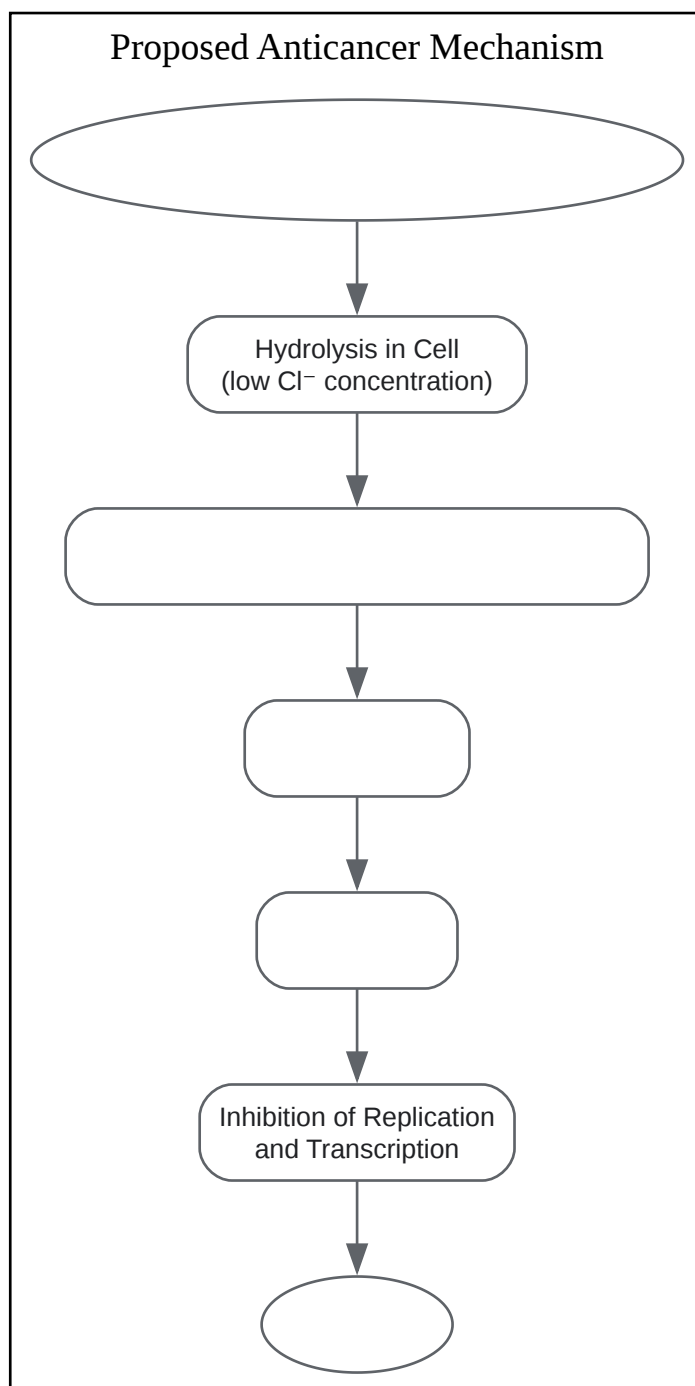 Proposed Anticancer Mechanism
Hydrolysis in Cell
(low Cl⁻ concentration)
Inhibition of Replication
and Transcription